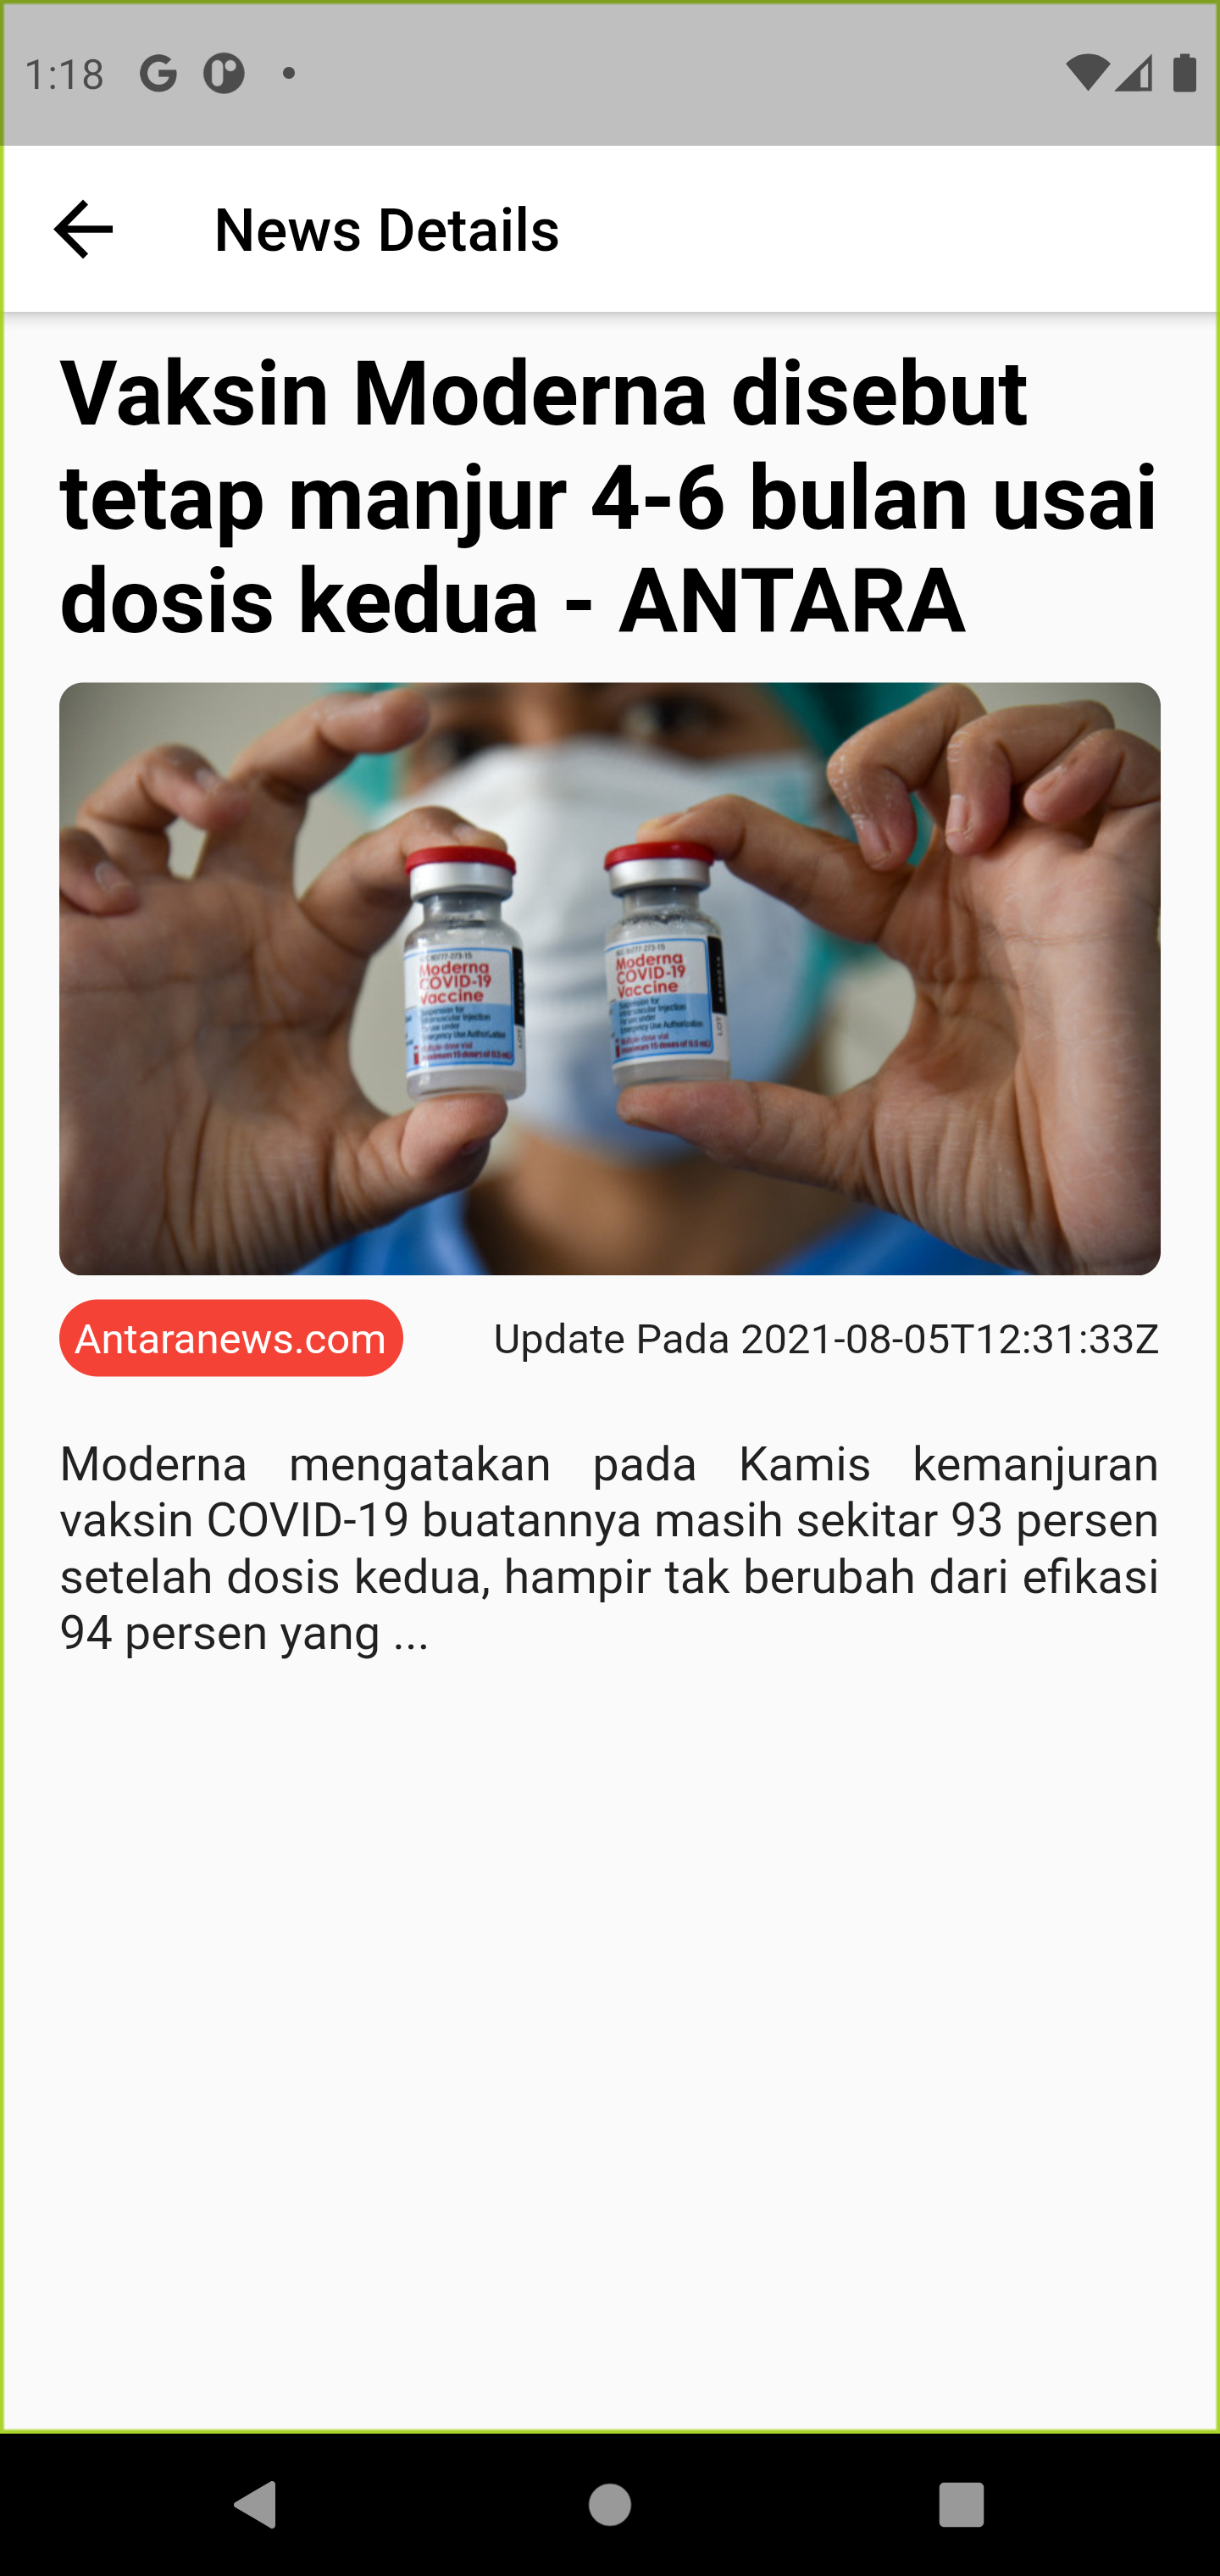 1:18
News Details
Vaksin Moderna disebut
tetap manjur 4-6 bulan usai
dosis kedua - ANTARA
Moderna
COVID-19
Vaccine
Moderna
COVID-19
Vaccine
Antaranews.com
Update Pada 2021-08-05T12:31:33Z
Moderna mengatakan pada Kamis kemanjuran
vaksin COVID-19 buatannya masih sekitar 93 persen
setelah dosis kedua, hampir tak berubah dari efikasi
94 persen yang ...